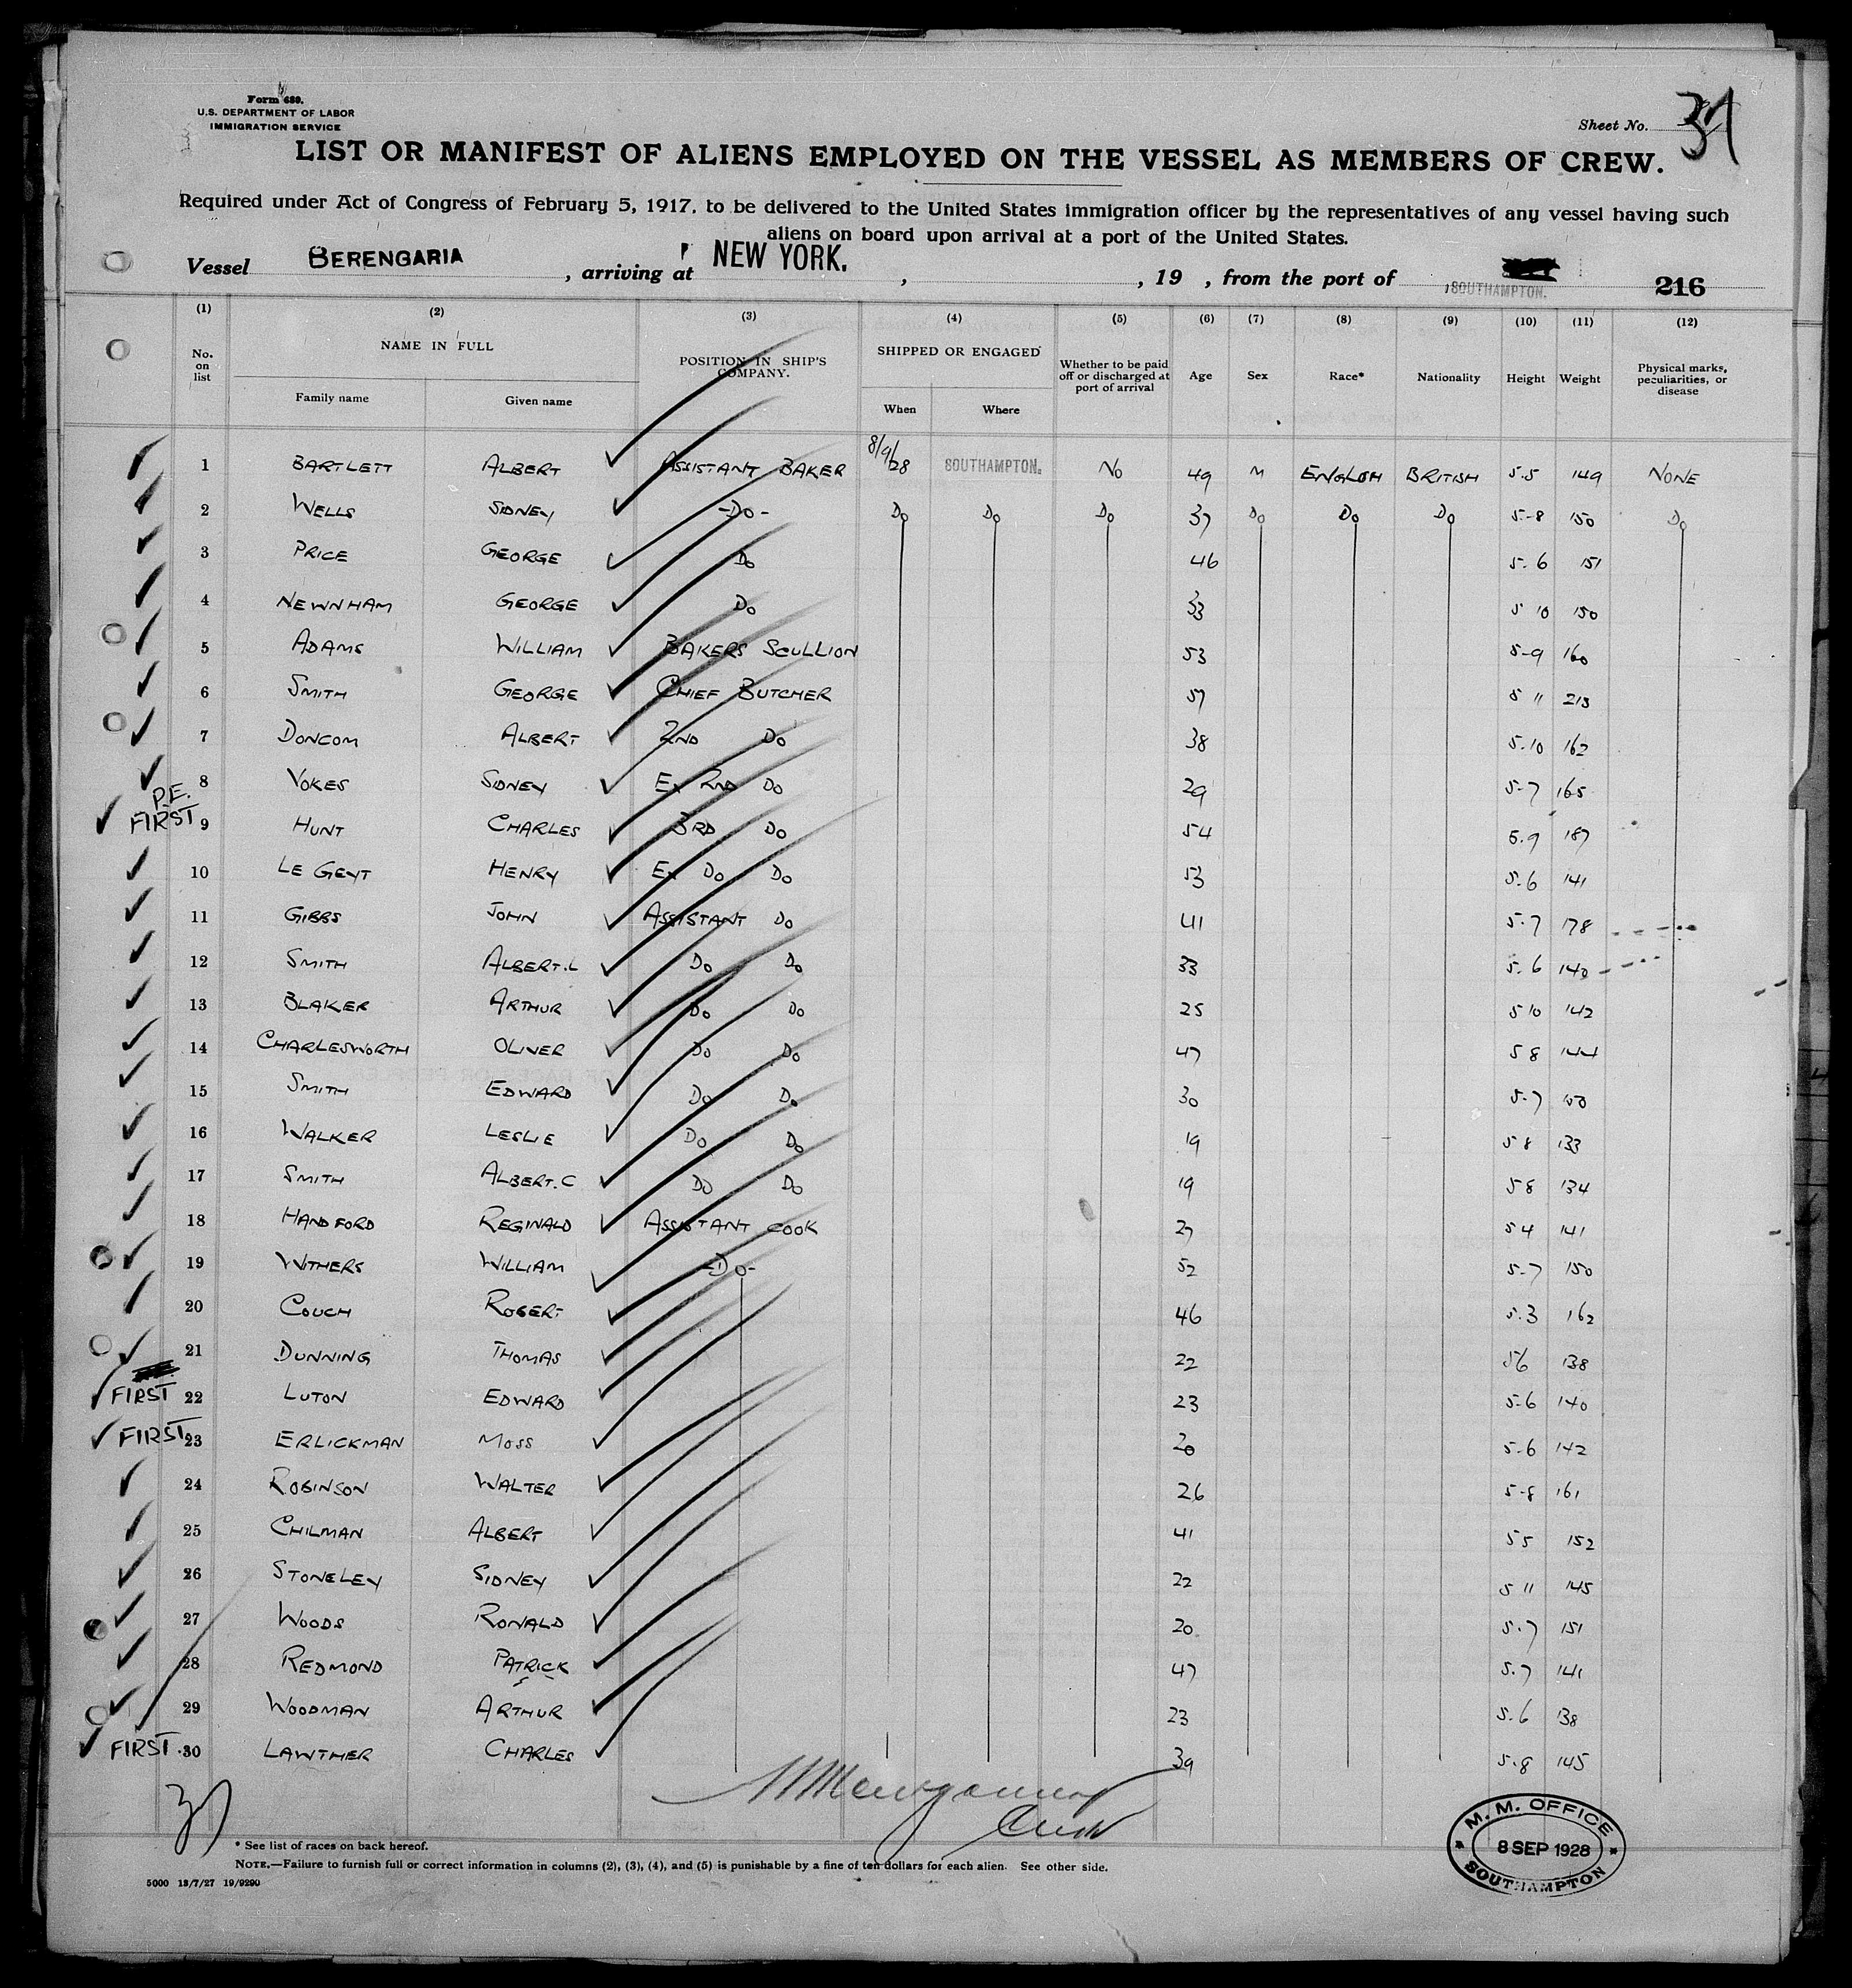 Form 689.
U.S. DEPARTMENT OF LABOR
IMMIGRATION SERVICE
Sheet No. 37
LIST OR MANIFEST OF ALIENS EMPLOYED ON THE VESSEL AS MEMBERS OF CREW.
Required under Act of Congress of February 5, 1917, to be delivered to the United States immigration officer by the representatives of any vessel having such
aliens on board upon arrival at a port of the United States.
Vessel BERENGARIA, arriving at NEW YORK, , 19 , from the port of SOUTHAMPTON. 216
(1) (2) (3) (4) (5) (6) (7) (8) (9) (10) (11) (12)
No. on list NAME IN FULL POSITION IN SHIP'S COMPANY. SHIPPED OR ENGAGED Whether to be paid off or discharged at port of arrival Age Sex Race* Nationality Height Weight Physical marks, peculiarities, or disease
Family name Given name When Where
1 BARTLETT ALBERT ASSISTANT BAKER 8/9/28 SOUTHAMPTON. NO 49 M ENGLISH BRITISH 5.5 149 NONE
2 WELLS SIDNEY -DO- DO DO DO 37 DO DO DO 5-8 150 DO
3 PRICE GEORGE DO 46 5.6 151
4 NEWNHAM GEORGE DO 33 5 10 150
5 ADAMS WILLIAM BAKERS SCULLION 53 5-9 160
6 SMITH GEORGE CHIEF BUTCHER 57 5 11 213
7 DONCOM ALBERT 2ND DO 38 5.10 162
8 VOKES SIDNEY EX 2ND DO 29 5-7 165
P.E.
FIRST 9 HUNT CHARLES 3RD DO 54 5.9 187
10 LE GEYT HENRY EX DO DO 53 5.6 141
11 GIBBS JOHN ASSISTANT DO 41 5.7 178
12 SMITH ALBERT.L DO DO 33 5.6 140
13 BLAKER ARTHUR DO DO 25 5 10 142
14 CHARLESWORTH OLIVER DO DO 47 5 8 144
15 SMITH EDWARD DO DO 30 5-7 150
16 WALKER LESLIE DO DO 19 5 8 133
17 SMITH ALBERT.C DO DO 19 5 8 134
18 HANDFORD REGINALD ASSISTANT COOK 27 5 4 141
19 WITHERS WILLIAM -DO- 52 5-7 150
20 COUCH ROBERT 46 5.3 162
21 DUNNING THOMAS 22 5 6 138
FIRST 22 LUTON EDWARD 23 5-6 140
FIRST 23 ERLICKMAN MOSS 20 5-6 142
24 ROBINSON WALTER 26 5-8 161
25 CHILMAN ALBERT 41 5 5 152
26 STONELEY SIDNEY 22 5 11 145
27 WOODS RONALD 20 5.7 151
28 REDMOND PATRICK 47 5.7 141
29 WOODMAN ARTHUR 23 5.6 138
FIRST 30 LAWTHER CHARLES 39 5.8 145
37
* See list of races on back hereof.
NOTE.—Failure to furnish full or correct information in columns (2), (3), (4), and (5) is punishable by a fine of ten dollars for each alien. See other side.
5000 13/7/27 19/9290
M. M. OFFICE
8 SEP 1928
SOUTHAMPTON